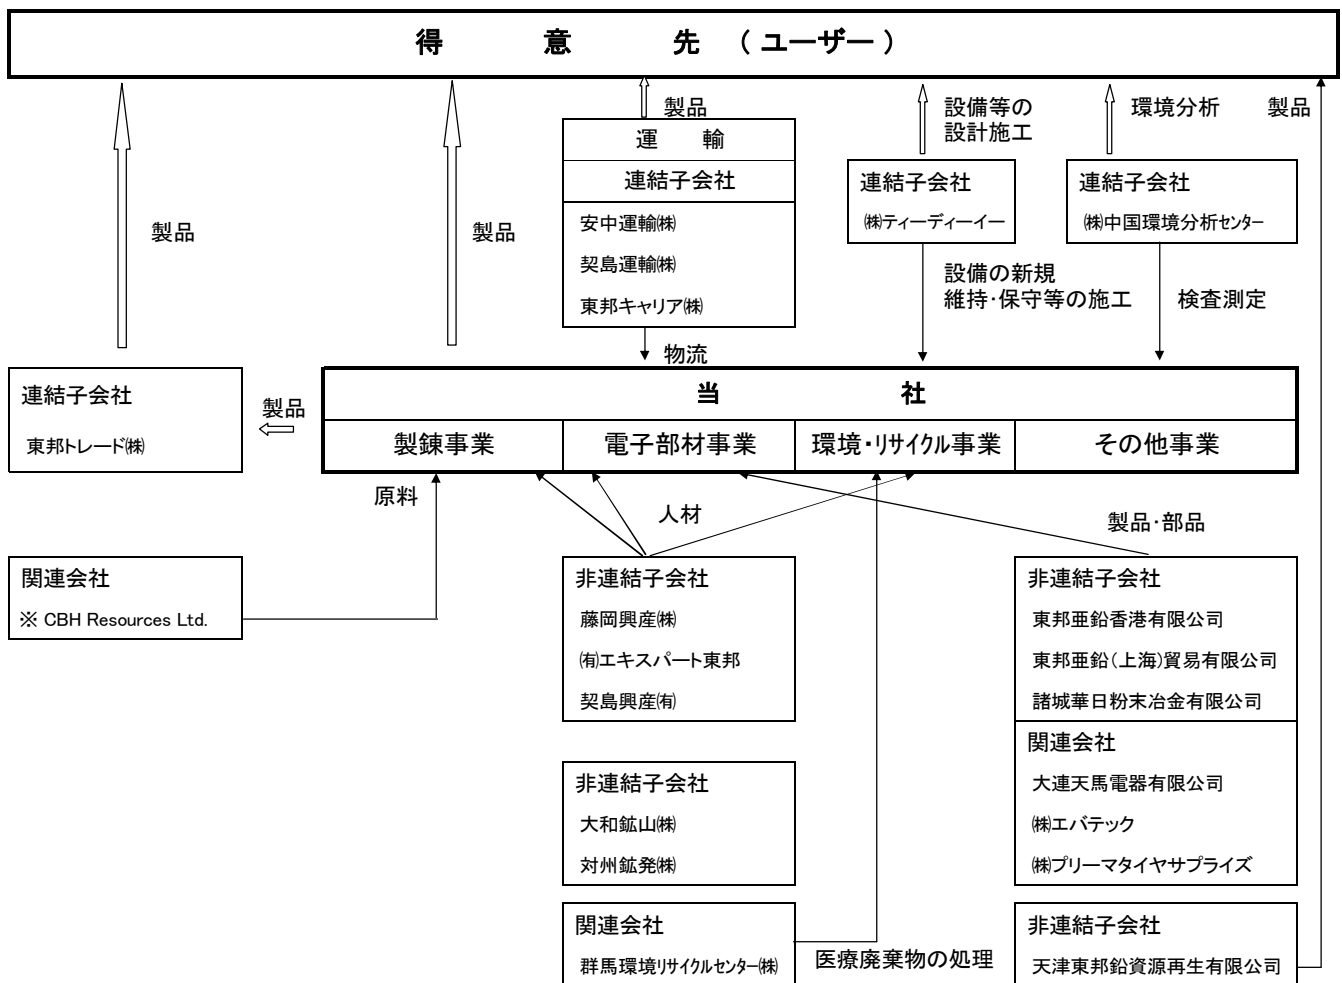 得　意　先　（ユーザー）
製品
製品
製品
設備等の
設計施工
環境分析
製品
運　輸
連結子会社
安中運輸㈱
契島運輸㈱
東邦キャリア㈱
連結子会社
㈱ティーディーイー
連結子会社
㈱中国環境分析センター
物流
設備の新規
維持・保守等の施工
検査測定
連結子会社
東邦トレード㈱
製品
当　社
製錬事業
電子部材事業
環境・リサイクル事業
その他事業
原料
人材
製品・部品
関連会社
※ CBH Resources Ltd.
非連結子会社
藤岡興産㈱
㈲エキスパート東邦
契島興産㈲
非連結子会社
東邦亜鉛香港有限公司
東邦亜鉛（上海）貿易有限公司
諸城華日粉末冶金有限公司
関連会社
大連天馬電器有限公司
㈱エバテック
㈱プリーマタイヤサプライズ
非連結子会社
大和鉱山㈱
対州鉱発㈱
関連会社
群馬環境リサイクルセンター㈱
医療廃棄物の処理
非連結子会社
天津東邦鉛資源再生有限公司